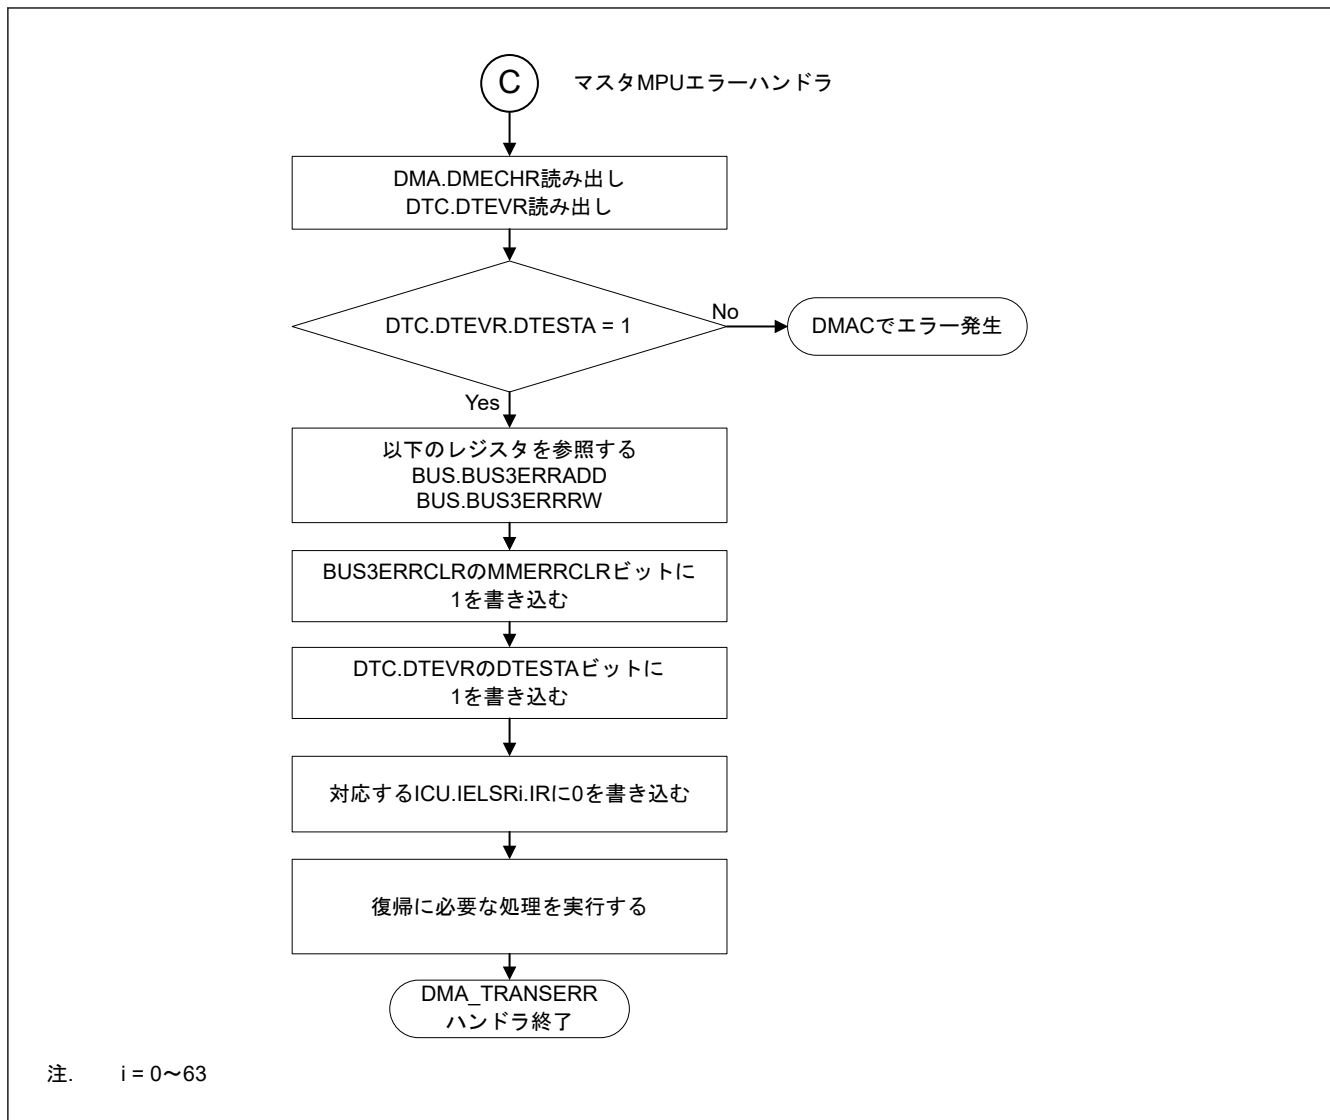 C
マスタMPUエラーハンドラ
DMA.DMECHR読み出し
DTC.DTEVR読み出し
DTC.DTEVR.DTESTA = 1
No
DMACでエラー発生
Yes
以下のレジスタを参照する
BUS.BUS3ERRADD
BUS.BUS3ERRRW
BUS3ERRCLRのMMERRCLRビットに
1を書き込む
DTC.DTEVRのDTESTAビットに
1を書き込む
対応するICU.IELSRi.IRに0を書き込む
復帰に必要な処理を実行する
DMA_TRANSERR
ハンドラ終了
注. i = 0～63